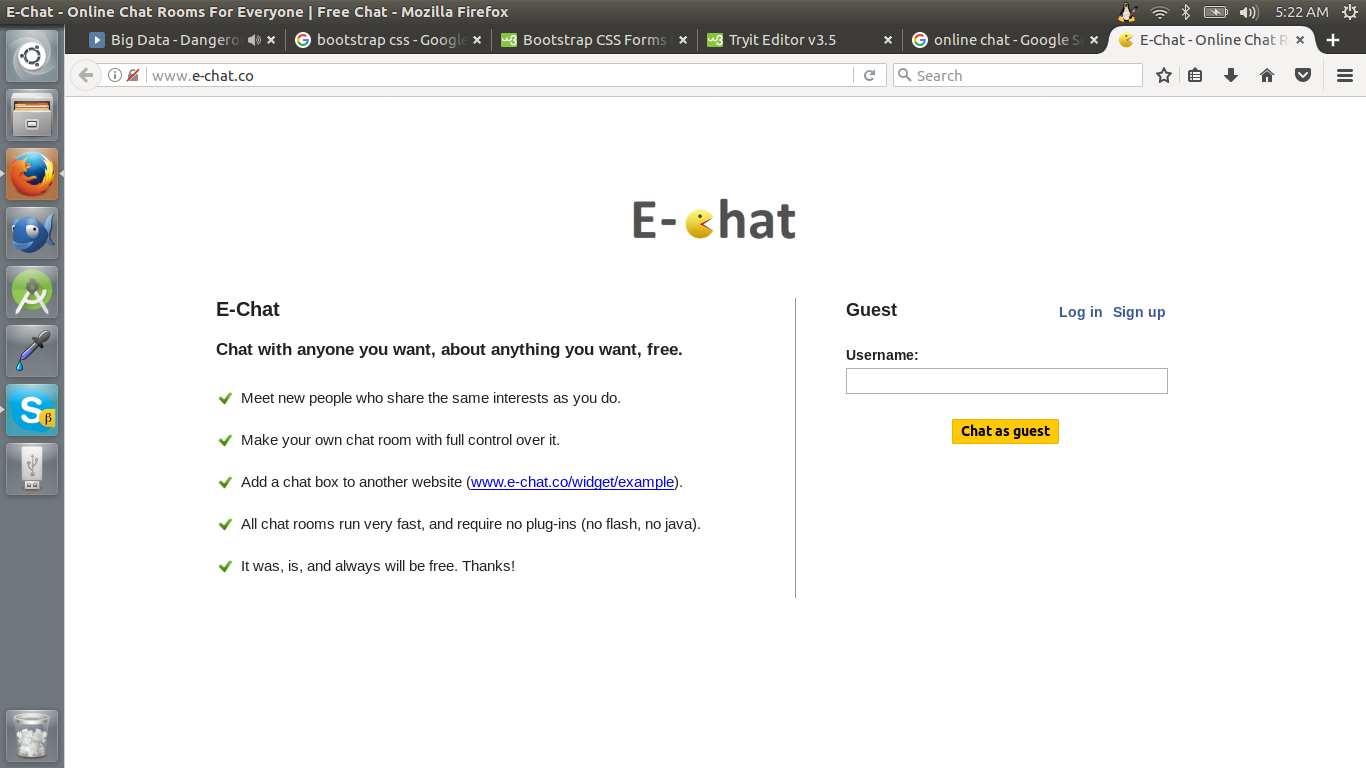 E-Chat - Online Chat Rooms For Everyone | Free Chat - Mozilla Firefox
5:22 AM
Big Data - Dangero
bootstrap css - Google
Bootstrap CSS Forms
Tryit Editor v3.5
online chat - Google Se
E-Chat - Online Chat R
www.e-chat.co
Search
E-chat
E-Chat
Chat with anyone you want, about anything you want, free.
Meet new people who share the same interests as you do.
Make your own chat room with full control over it.
Add a chat box to another website (www.e-chat.co/widget/example).
All chat rooms run very fast, and require no plug-ins (no flash, no java).
It was, is, and always will be free. Thanks!
Guest
Log in Sign up
Username:
Chat as guest